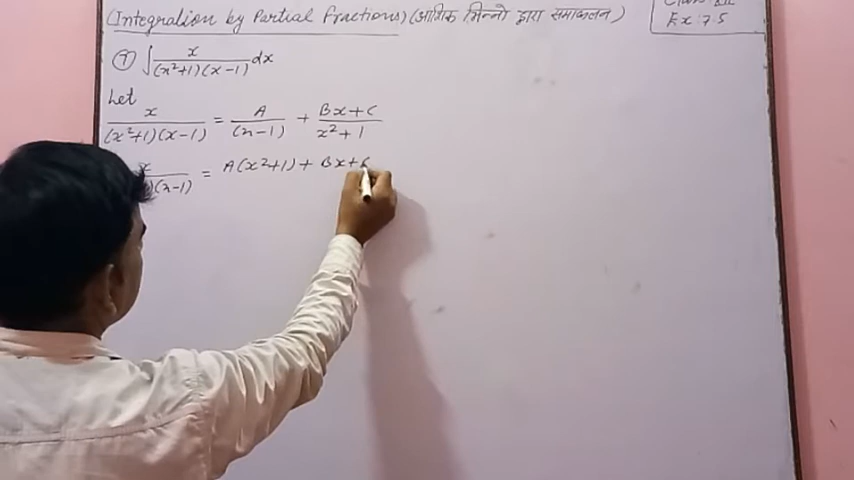 (Integration by Partial Fractions) (आंशिक भिन्नो द्वारा समाकलन)
Ex: 7.5
⑦ ∫ x/((x²+1)(x-1)) dx
Let
x/((x²+1)(x-1)) = A/(x-1) + (Bx+C)/(x²+1)
(x-1) = A(x²+1) + Bx+C